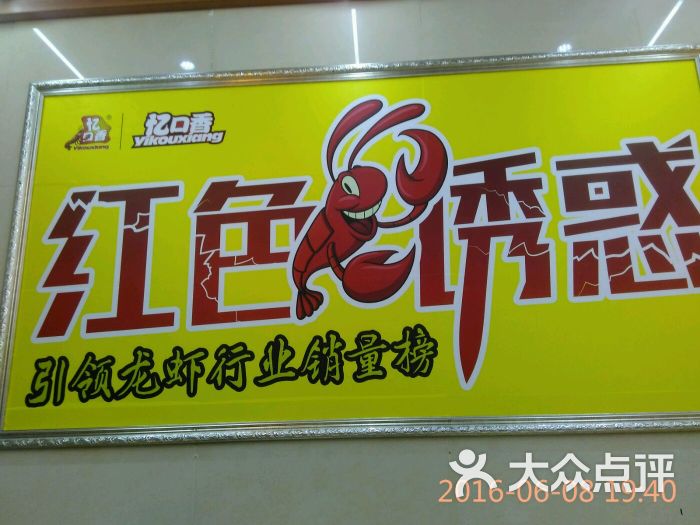 忆口香
Yikouxiang
忆口香
Yikouxiang
红色诱惑
引领龙虾行业销量榜
大众点评
2016-06-08 19:40